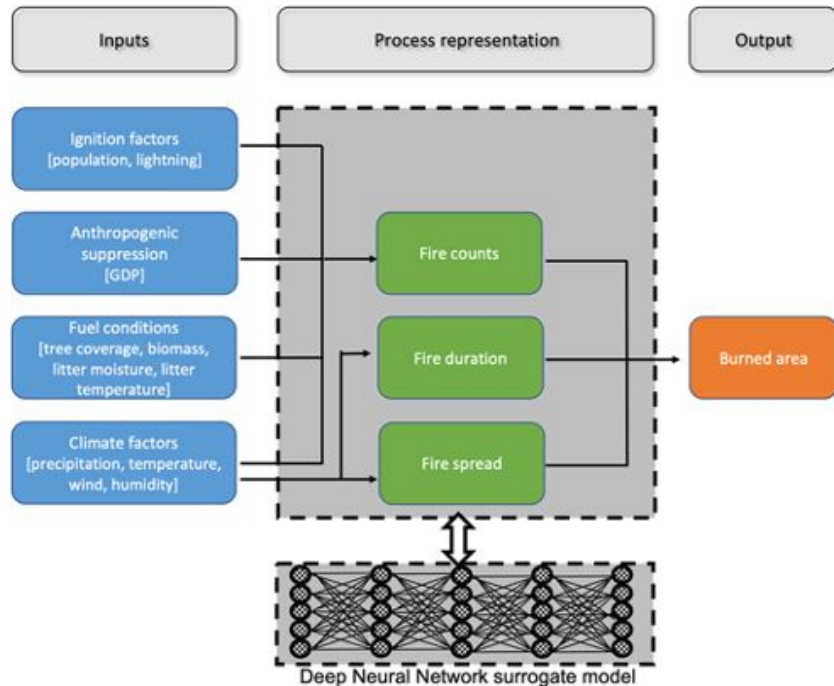 Inputs
Process representation
Output
Ignition factors
[population, lightning]
Anthropogenic
suppression
[GDP]
Fuel conditions
[tree coverage, biomass,
litter moisture, litter
temperature]
Climate factors
[precipitation, temperature,
wind, humidity]
Fire counts
Fire duration
Fire spread
Burned area
Deep Neural Network surrogate model